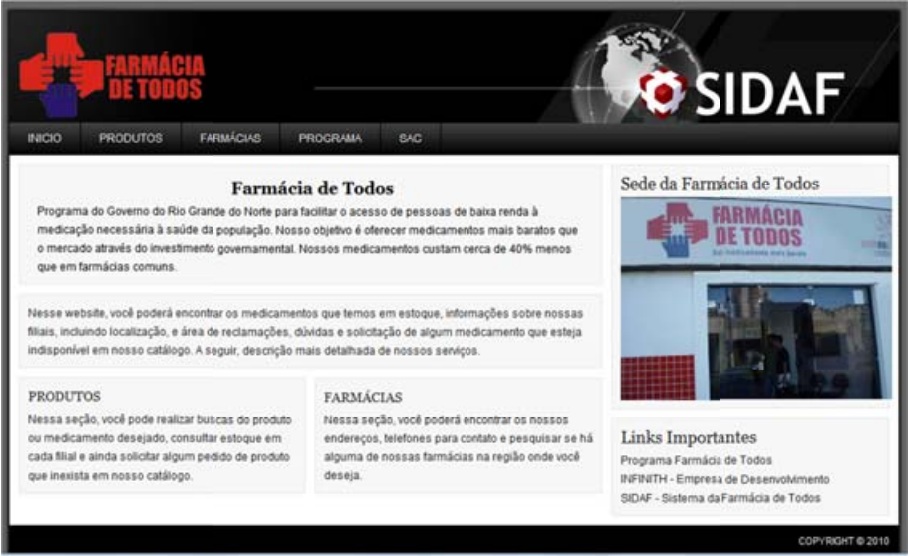 FARMÁCIA
DE TODOS
SIDAF
INICIO PRODUTOS FARMÁCIAS PROGRAMA SAC
Farmácia de Todos
Programa do Governo do Rio Grande do Norte para facilitar o acesso de pessoas de baixa renda à
medicação necessária à saúde da população. Nosso objetivo é oferecer medicamentos mais baratos que
o mercado através do investimento governamental. Nossos medicamentos custam cerca de 40% menos
que em farmácias comuns.
Nesse website, você poderá encontrar os medicamentos que temos em estoque, informações sobre nossas
filiais, incluindo localização, e área de reclamações, dúvidas e solicitação de algum medicamento que esteja
indisponível em nosso catálogo. A seguir, descrição mais detalhada de nossos serviços.
PRODUTOS
Nessa seção, você pode realizar buscas do produto
ou medicamento desejado, consultar estoque em
cada filial e ainda solicitar algum pedido de produto
que inexista em nosso catálogo.
FARMÁCIAS
Nessa seção, você poderá encontrar os nossos
endereços, telefones para contato e pesquisar se há
alguma de nossas farmácias na região onde você
deseja.
Sede da Farmácia de Todos
FARMÁCIA
DE TODOS
Links Importantes
Programa Farmácia de Todos
INFINITH - Empresa de Desenvolvimento
SIDAF - Sistema da Farmácia de Todos
COPYRIGHT © 2010